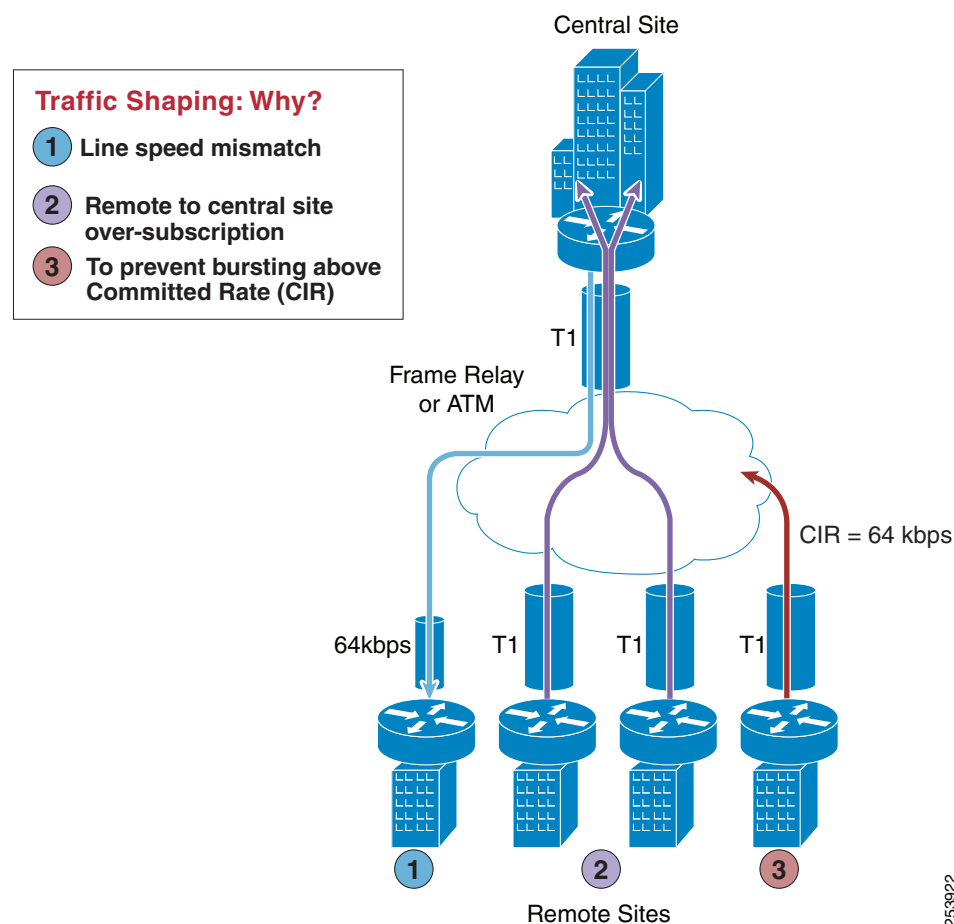 Central Site
Traffic Shaping: Why?
1 Line speed mismatch
2 Remote to central site
over-subscription
3 To prevent bursting above
Committed Rate (CIR)
T1
Frame Relay
or ATM
CIR = 64 kbps
64kbps
T1
T1
T1
1
2
3
Remote Sites
253922